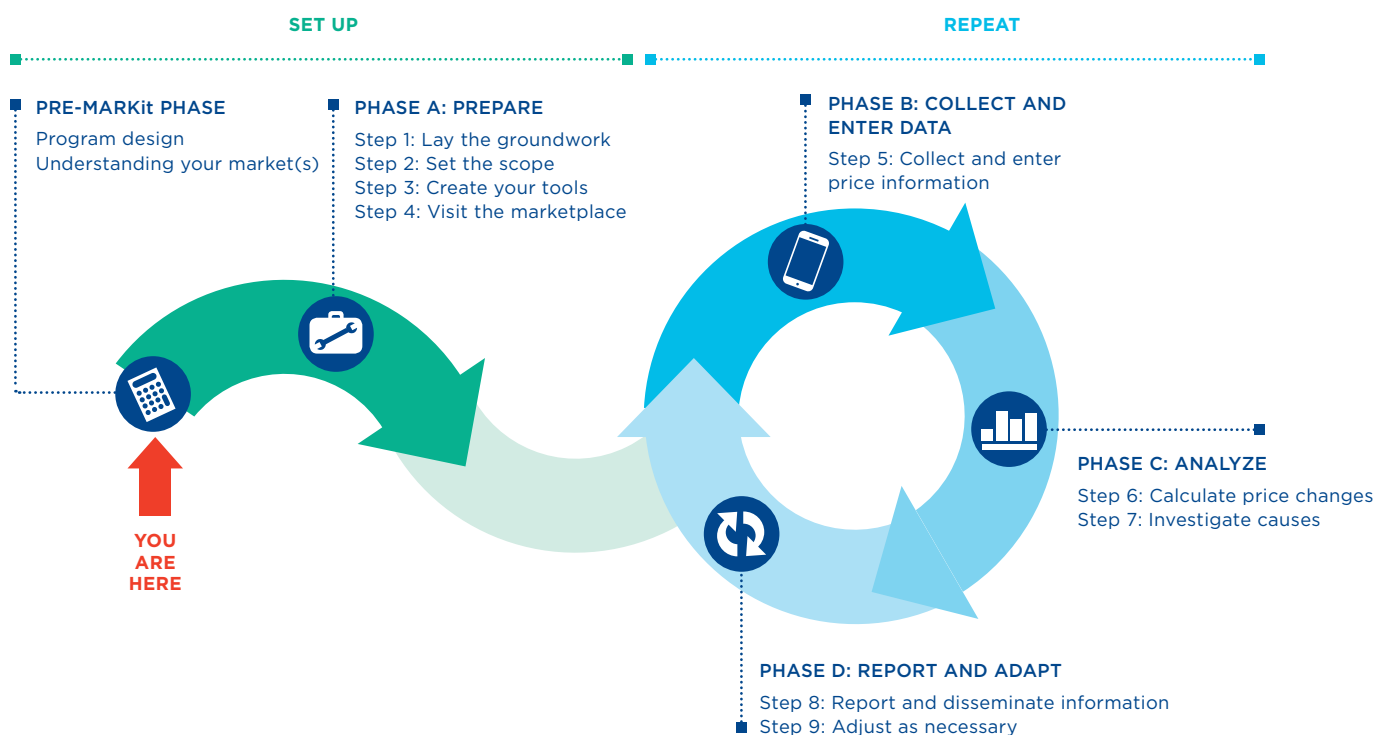 SET UP
REPEAT
PRE-MARKit PHASE
Program design
Understanding your market(s)
PHASE A: PREPARE
Step 1: Lay the groundwork
Step 2: Set the scope
Step 3: Create your tools
Step 4: Visit the marketplace
PHASE B: COLLECT AND
ENTER DATA
Step 5: Collect and enter
price information
YOU
ARE
HERE
PHASE C: ANALYZE
Step 6: Calculate price changes
Step 7: Investigate causes
PHASE D: REPORT AND ADAPT
Step 8: Report and disseminate information
Step 9: Adjust as necessary